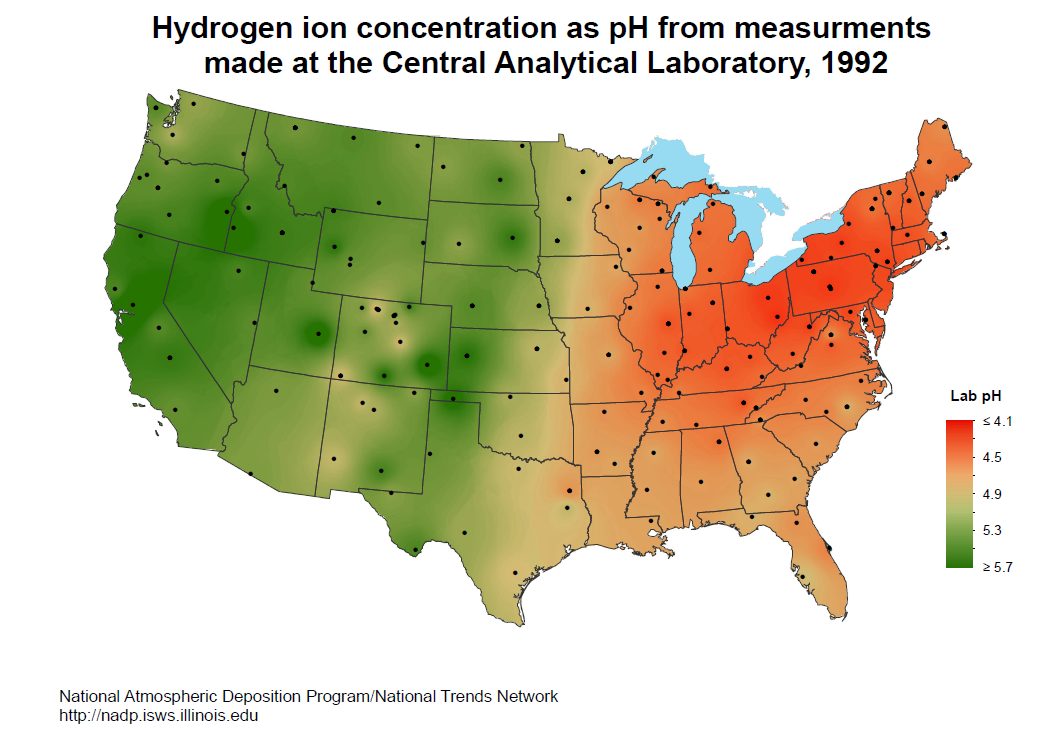 Hydrogen ion concentration as pH from measurments
made at the Central Analytical Laboratory, 1992
Lab pH
≤ 4.1
4.5
4.9
5.3
≥ 5.7
National Atmospheric Deposition Program/National Trends Network
http://nadp.isws.illinois.edu